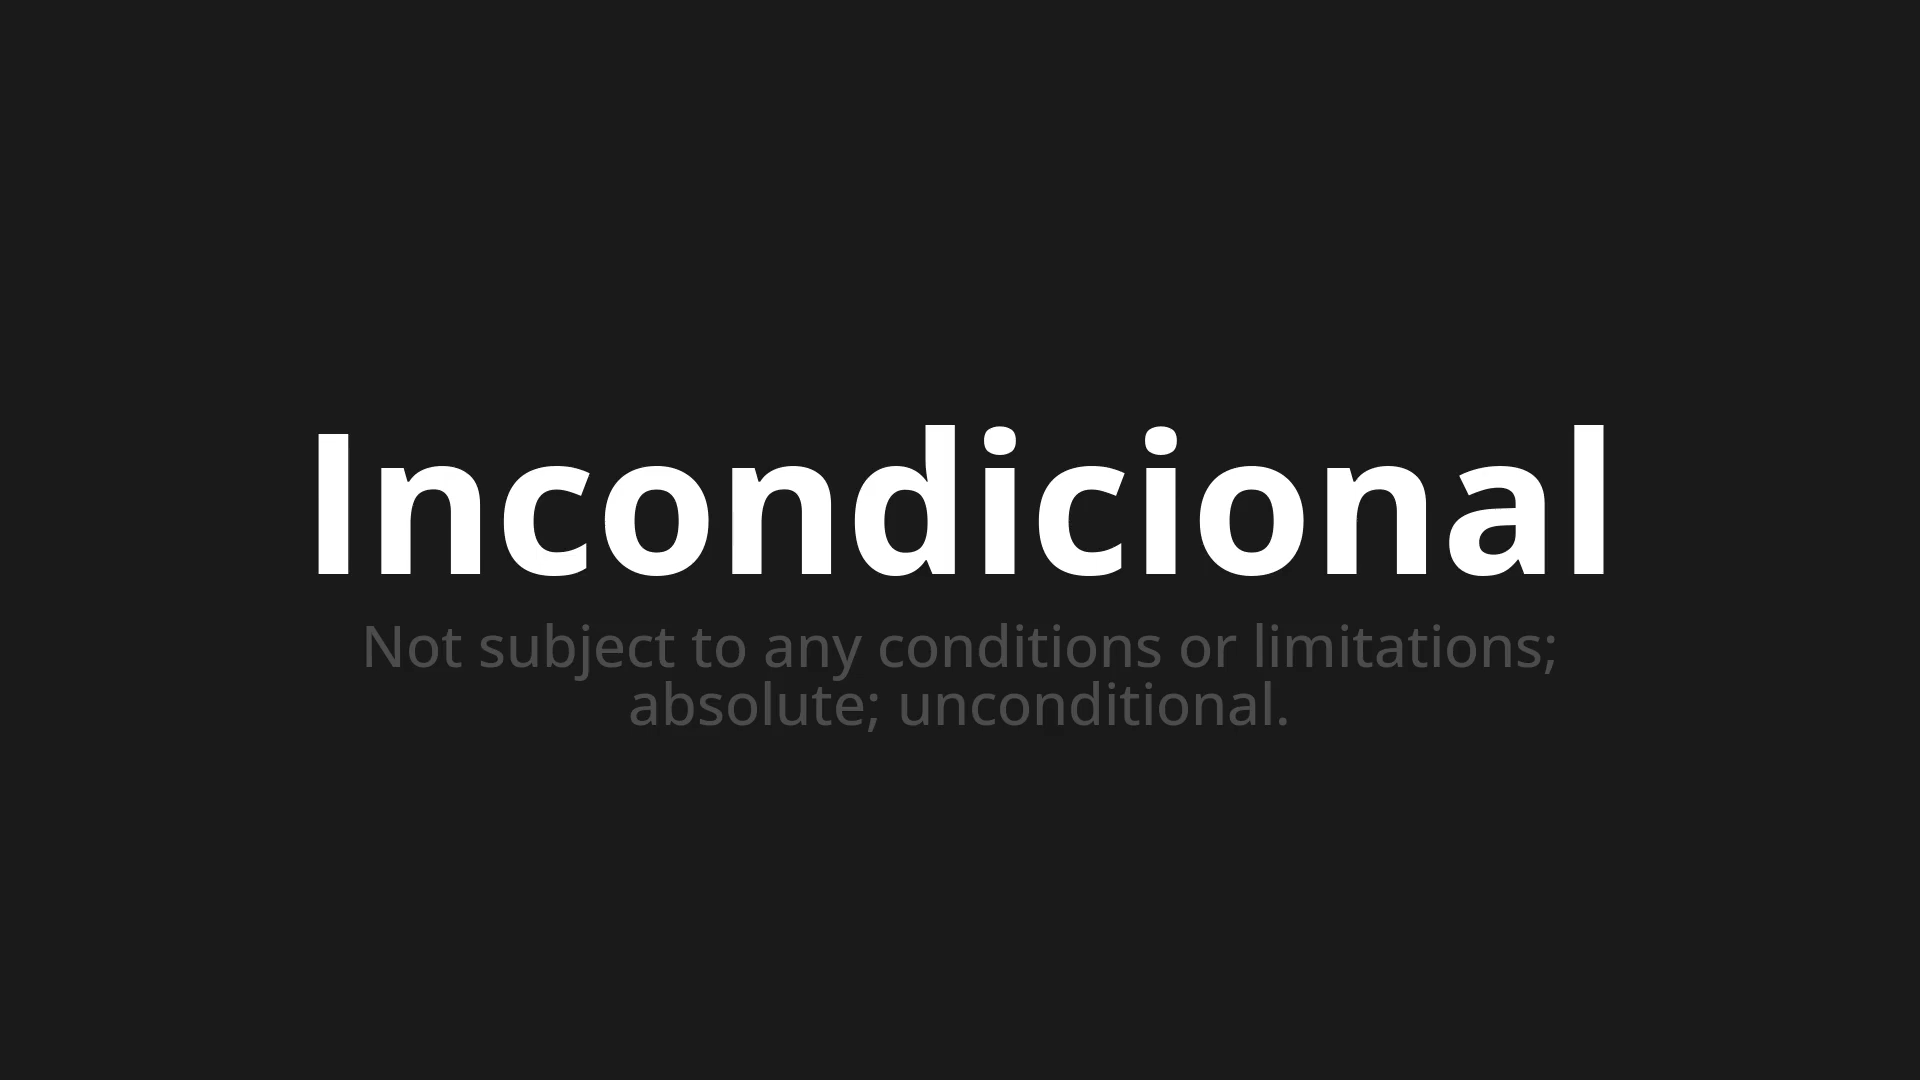 Incondicional
Not subject to any conditions or limitations;
absolute; unconditional.